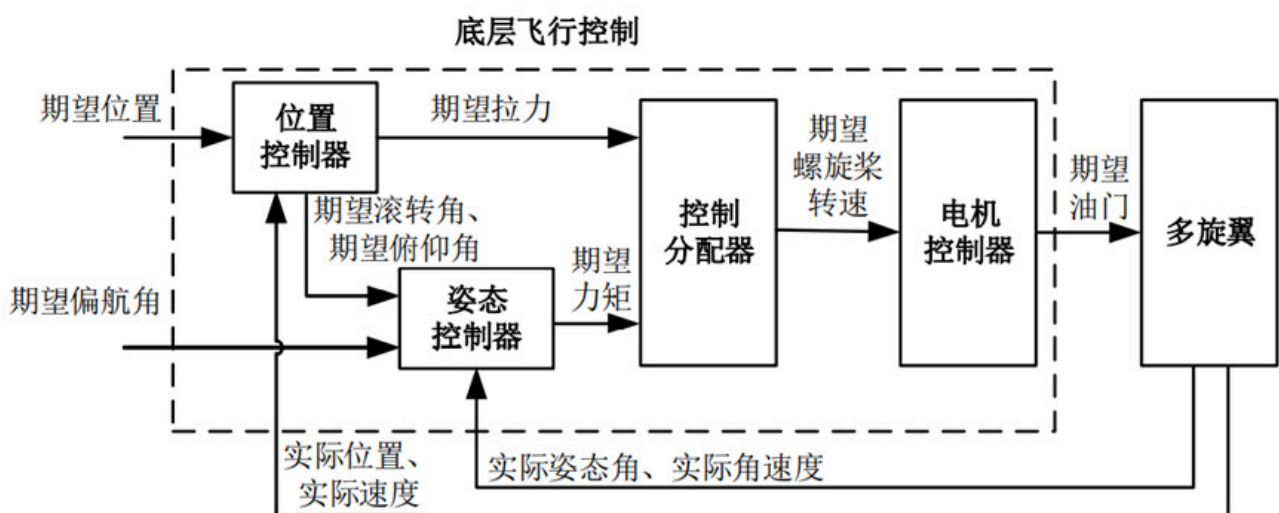 底层飞行控制
期望位置
位置
控制器
期望拉力
期望滚转角、
期望俯仰角
期望偏航角
姿态
控制器
期望
力矩
控制
分配器
期望
螺旋桨
转速
电机
控制器
期望
油门
多旋翼
实际位置、
实际速度
实际姿态角、实际角速度